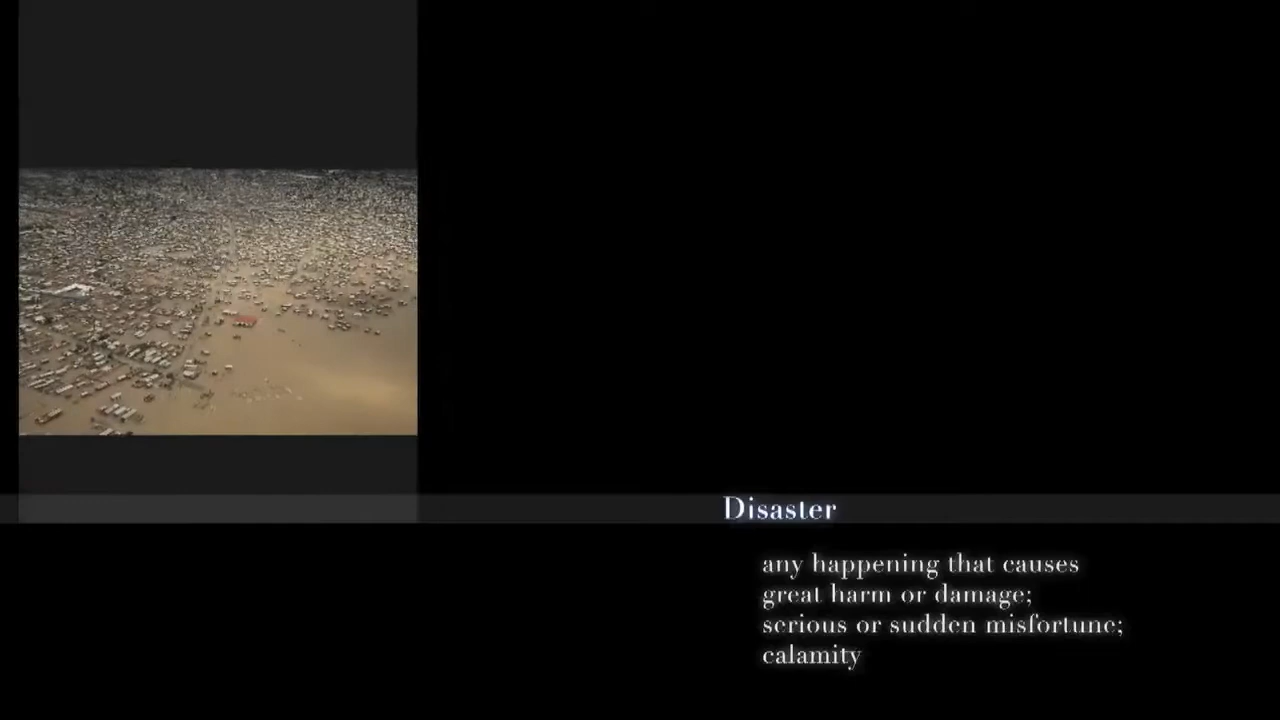 Disaster
any happening that causes
great harm or damage;
serious or sudden misfortune;
calamity